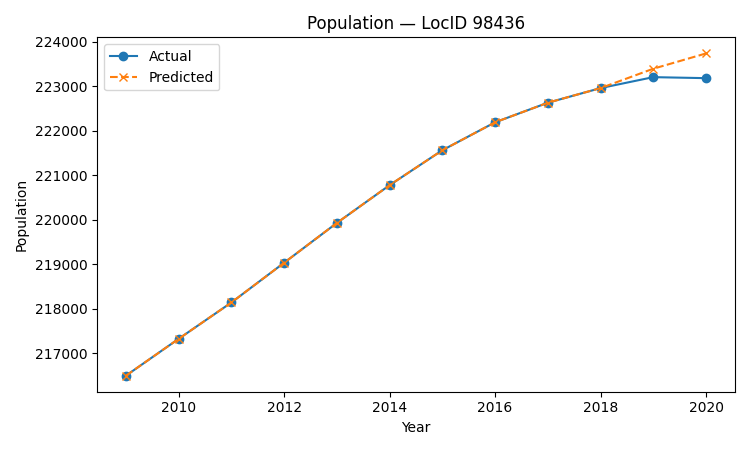 Population — LocID 98436
Actual
Predicted
224000
223000
222000
221000
220000
219000
218000
217000
Population
2010 2012 2014 2016 2018 2020
Year